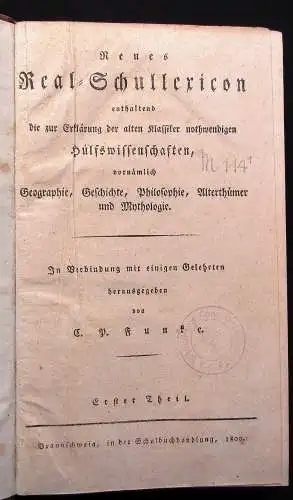 Neues
Real-Schullexicon
enthaltend
die zur Erklärung der alten Klassiker nothwendigen
Hülfswissenschaften,
vornämlich
Geographie, Geschichte, Philosophie, Alterthümer
und Mythologie.
In Verbindung mit einigen Gelehrten
herausgegeben
von
C. P. Funke.
Erster Theil.
Braunschweig, in der Schulbuchhandlung, 1800.